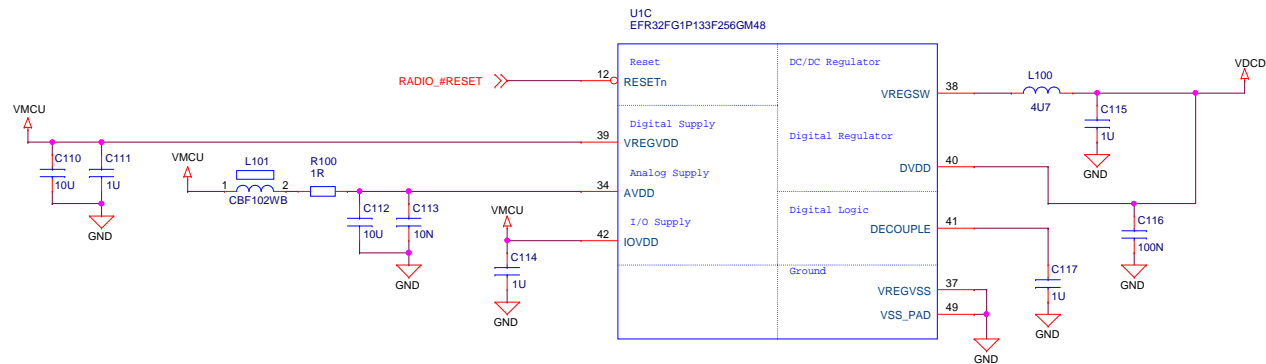 U1C
EFR32FG1P133F256GM48
Reset
DC/DC Regulator
RADIO_#RESET
12
RESETn
VREGSW
38
L100
4U7
VDCD
C115
1U
GND
VMCU
Digital Supply
39
VREGVDD
Digital Regulator
C110
10U
C111
1U
GND
DVDD
40
VMCU
L101
1
2
CBF102WB
R100
1R
Analog Supply
34
AVDD
C112
10U
C113
10N
GND
VMCU
I/O Supply
42
IOVDD
C114
1U
GND
Digital Logic
DECOUPLE
41
C116
100N
GND
C117
1U
GND
Ground
VREGVSS
37
VSS_PAD
49
GND